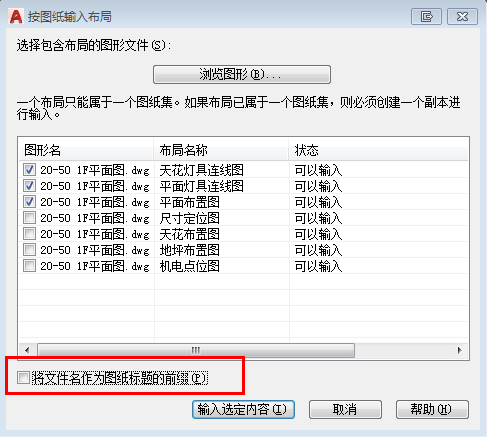 按图纸输入布局
选择包含布局的图形文件(S):
浏览图形(B)...
一个布局只能属于一个图纸集。如果布局已属于一个图纸集，则必须创建一个副本进
行输入。
图形名 布局名称 状态
20-50 1F平面图.dwg 天花灯具连线图 可以输入
20-50 1F平面图.dwg 平面灯具连线图 可以输入
20-50 1F平面图.dwg 平面布置图 可以输入
20-50 1F平面图.dwg 尺寸定位图 可以输入
20-50 1F平面图.dwg 天花布置图 可以输入
20-50 1F平面图.dwg 地坪布置图 可以输入
20-50 1F平面图.dwg 机电点位图 可以输入
将文件名作为图纸标题的前缀(P)
输入选定内容(I) 取消 帮助(H)